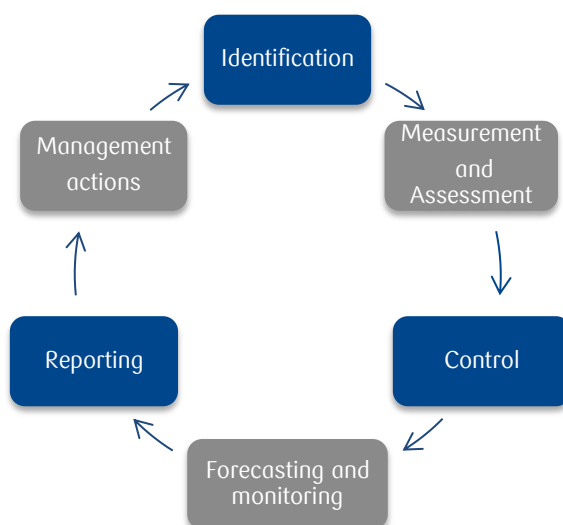 Identification
Measurement
and
Assessment
Control
Forecasting and
monitoring
Reporting
Management
actions